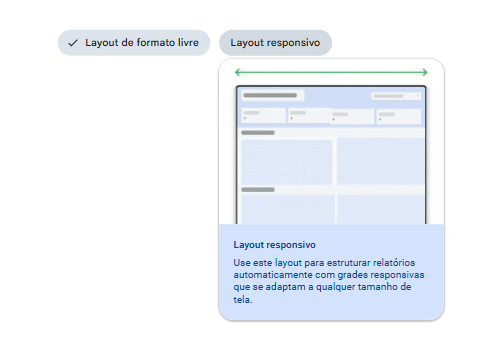 Layout de formato livre
Layout responsivo
Layout responsivo
Use este layout para estruturar relatórios
automaticamente com grades responsivas
que se adaptam a qualquer tamanho de
tela.